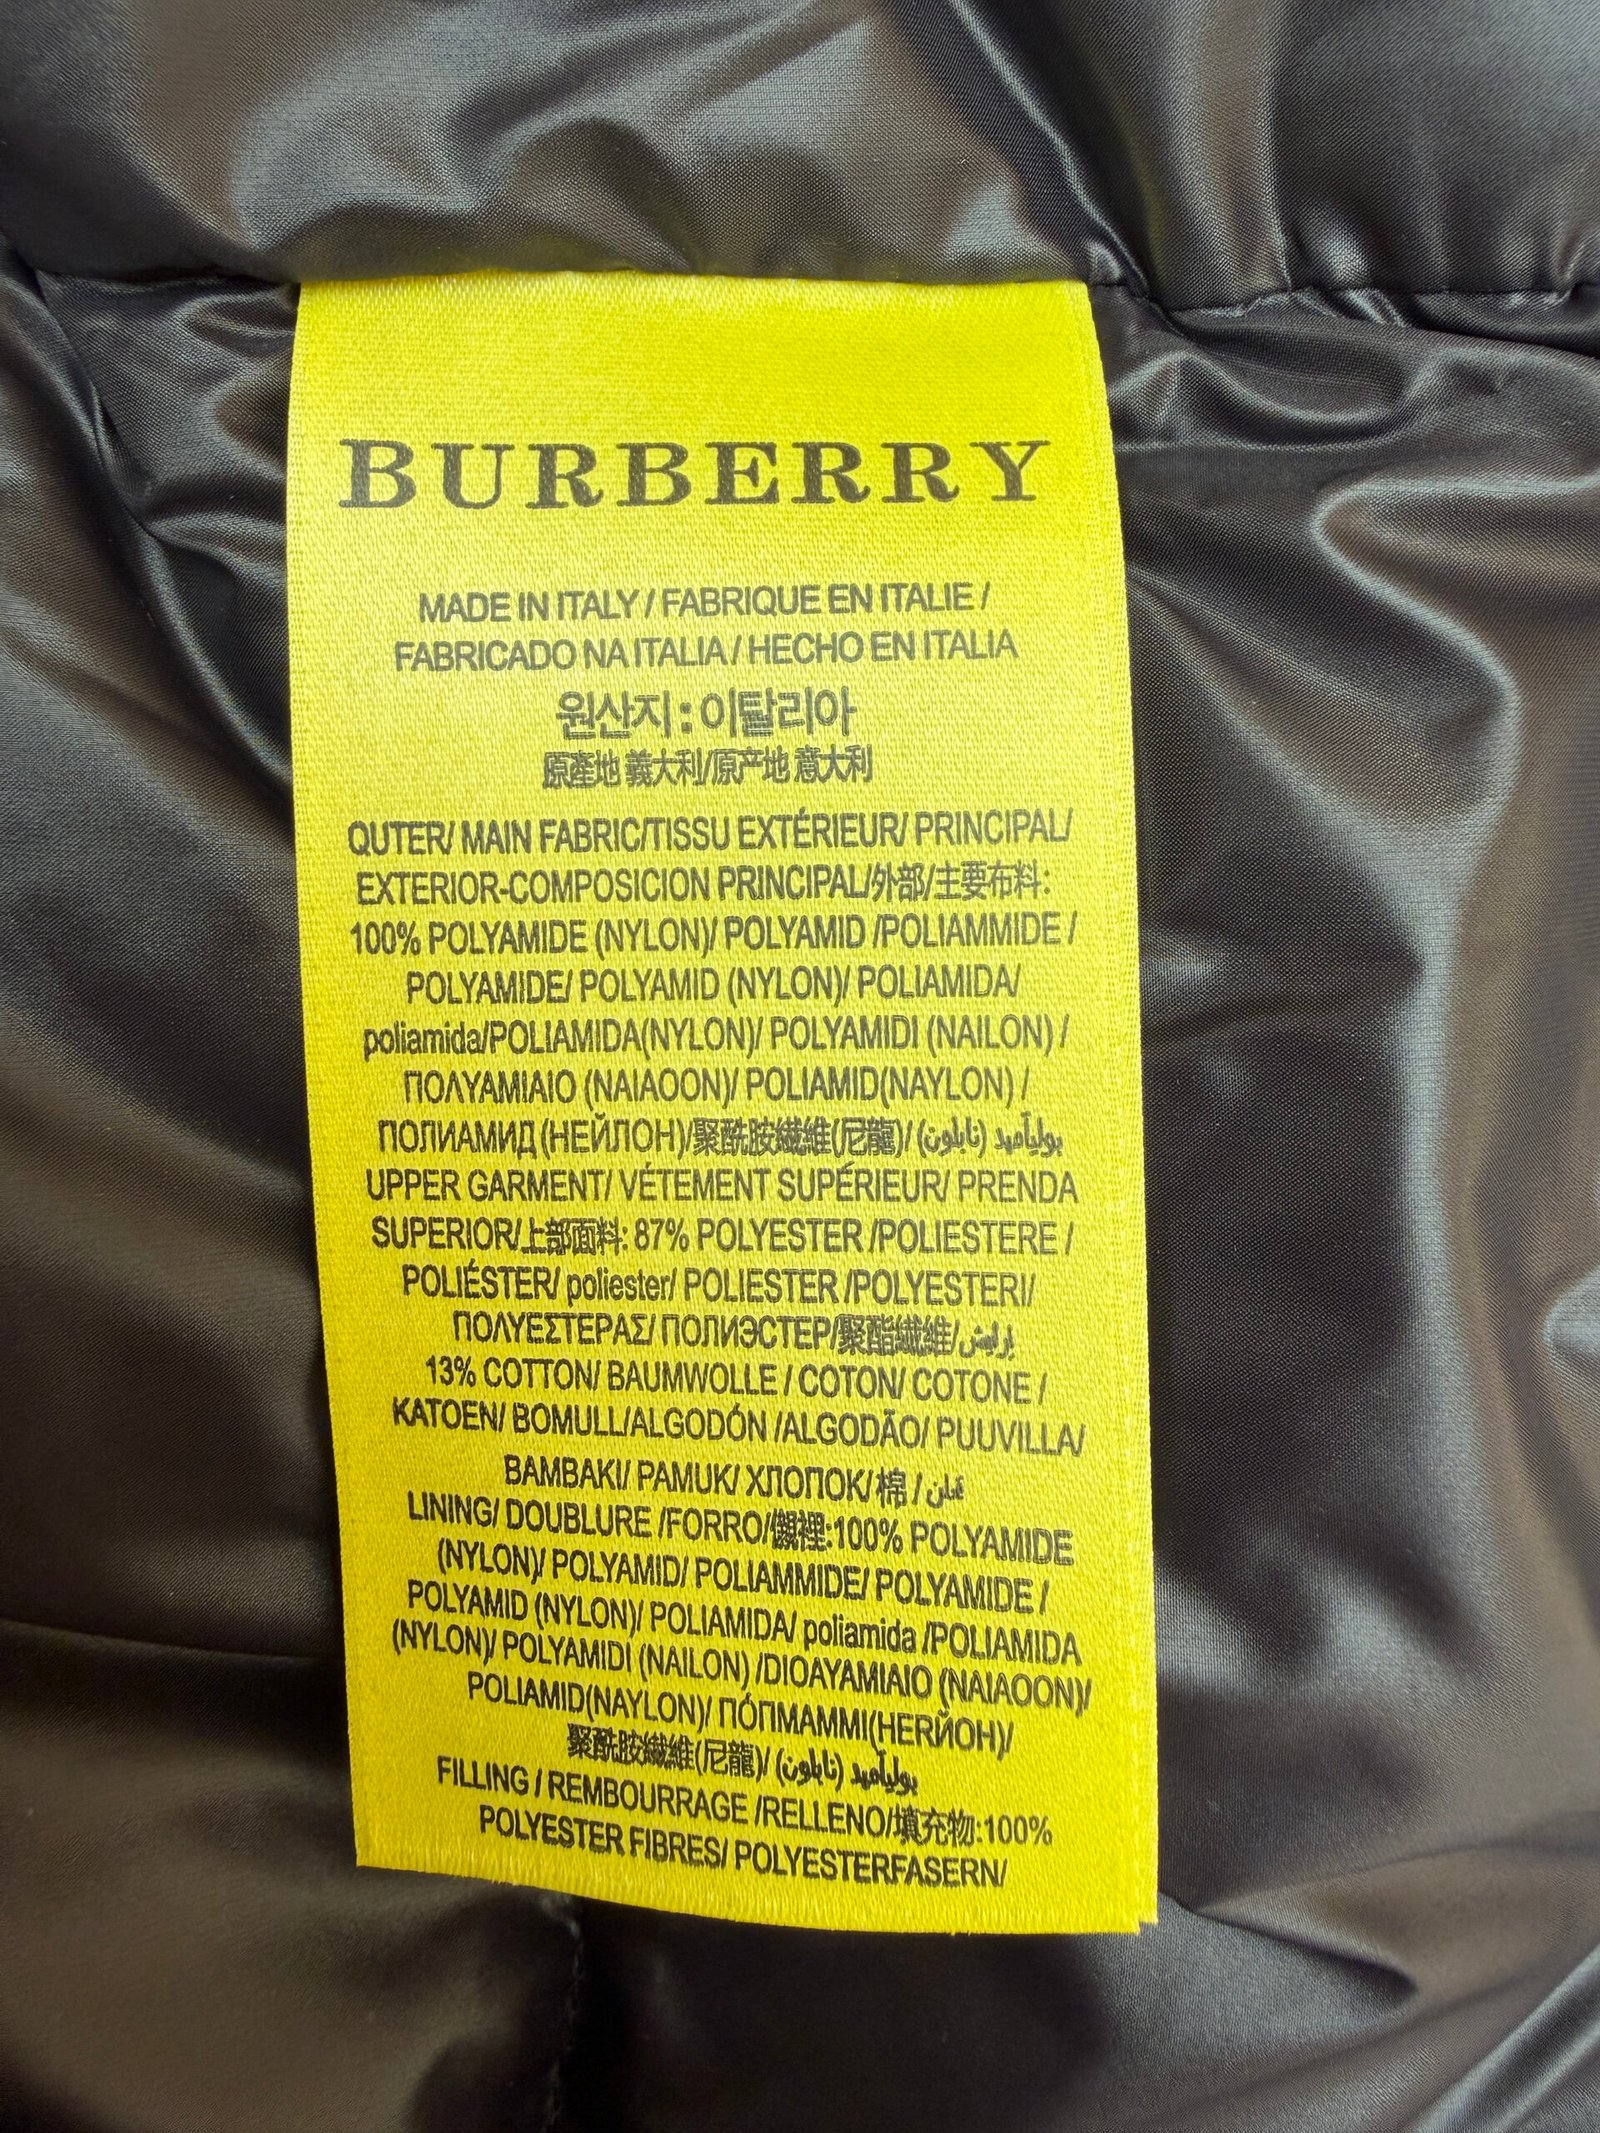 BURBERRY
MADE IN ITALY / FABRIQUE EN ITALIE /
FABRICADO NA ITALIA / HECHO EN ITALIA
원산지 : 이탈리아
原產地 義大利/原产地 意大利
QUTER/ MAIN FABRIC/TISSU EXTÉRIEUR/ PRINCIPAL/
EXTERIOR-COMPOSICION PRINCIPAL/外部/主要布料:
100% POLYAMIDE (NYLON)/ POLYAMID /POLIAMMIDE /
POLYAMIDE/ POLYAMID (NYLON)/ POLIAMIDA/
poliamida/POLIAMIDA(NYLON)/ POLYAMIDI (NAILON) /
ΠΟΛYAMIAIO (NAIAOON)/ POLIAMID(NAYLON) /
ПОЛИАМИД (НЕЙЛОН)/聚酰胺纖維(尼龍)/ (نايلون) بوليآميد
UPPER GARMENT/ VÉTEMENT SUPÉRIEUR/ PRENDA
SUPERIOR/上部面料: 87% POLYESTER /POLIESTERE /
POLIÉSTER/ poliester/ POLIESTER /POLYESTERI/
ΠΟΛΥΕΣΤΕΡΑΣ/ ПОЛИЭСТЕР/聚酯纖維/
13% COTTON/ BAUMWOLLE / COTON/ COTONE /
KATOEN/ BOMULL/ALGODÓN /ALGODÃO/ PUUVILLA/
BAMBAKI/ PAMUK/ ХЛОПОК/棉 /
LINING/ DOUBLURE /FORRO/襯裡:100% POLYAMIDE
(NYLON)/ POLYAMID/ POLIAMMIDE/ POLYAMIDE /
POLYAMID (NYLON)/ POLIAMIDA/ poliamida /POLIAMIDA
(NYLON)/ POLYAMIDI (NAILON) /DIOAYAMIAIO (NAIAOON)/
POLIAMID(NAYLON)/ ПÓПМАММІ(НЕRЙОН)/
聚酰胺纖維(尼龍)/ (نايلون) بوليآميد
FILLING / REMBOURRAGE /RELLENO/填充物:100%
POLYESTER FIBRES/ POLYESTERFASERN/